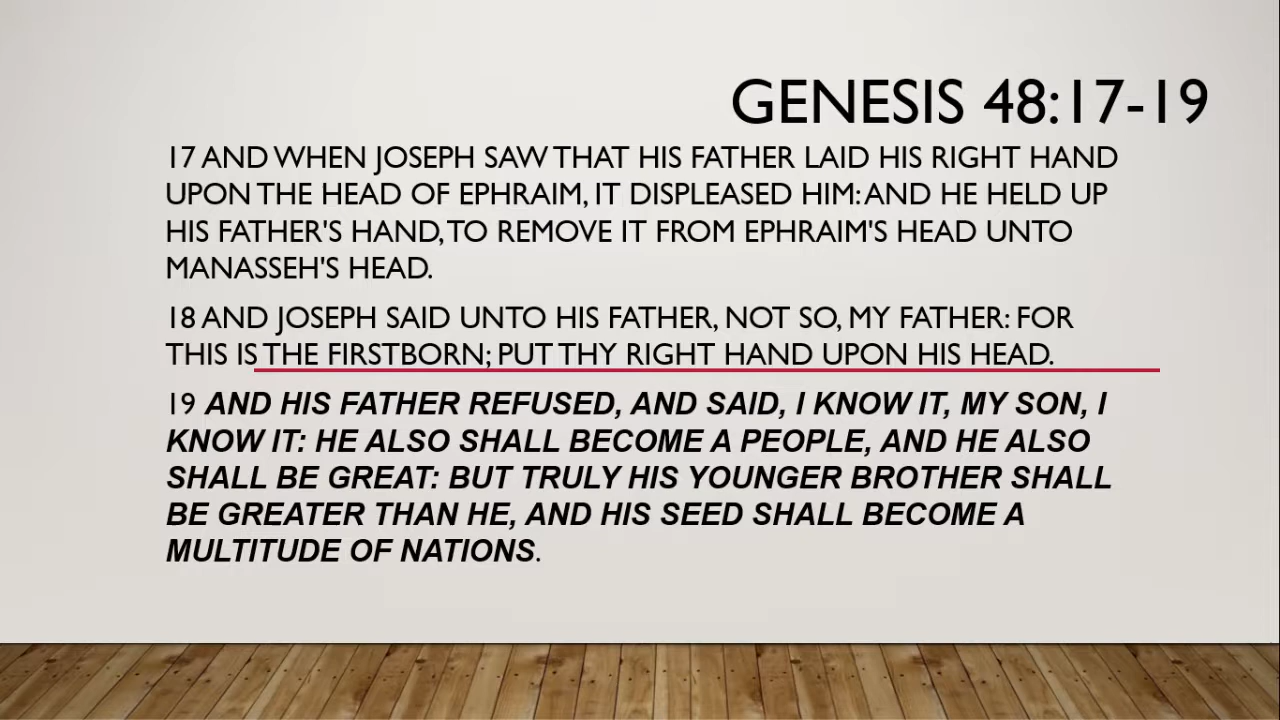 GENESIS 48:17-19
17 AND WHEN JOSEPH SAW THAT HIS FATHER LAID HIS RIGHT HAND
UPON THE HEAD OF EPHRAIM, IT DISPLEASED HIM: AND HE HELD UP
HIS FATHER'S HAND, TO REMOVE IT FROM EPHRAIM'S HEAD UNTO
MANASSEH'S HEAD.
18 AND JOSEPH SAID UNTO HIS FATHER, NOT SO, MY FATHER: FOR
THIS IS THE FIRSTBORN; PUT THY RIGHT HAND UPON HIS HEAD.
19 AND HIS FATHER REFUSED, AND SAID, I KNOW IT, MY SON, I
KNOW IT: HE ALSO SHALL BECOME A PEOPLE, AND HE ALSO
SHALL BE GREAT: BUT TRULY HIS YOUNGER BROTHER SHALL
BE GREATER THAN HE, AND HIS SEED SHALL BECOME A
MULTITUDE OF NATIONS.